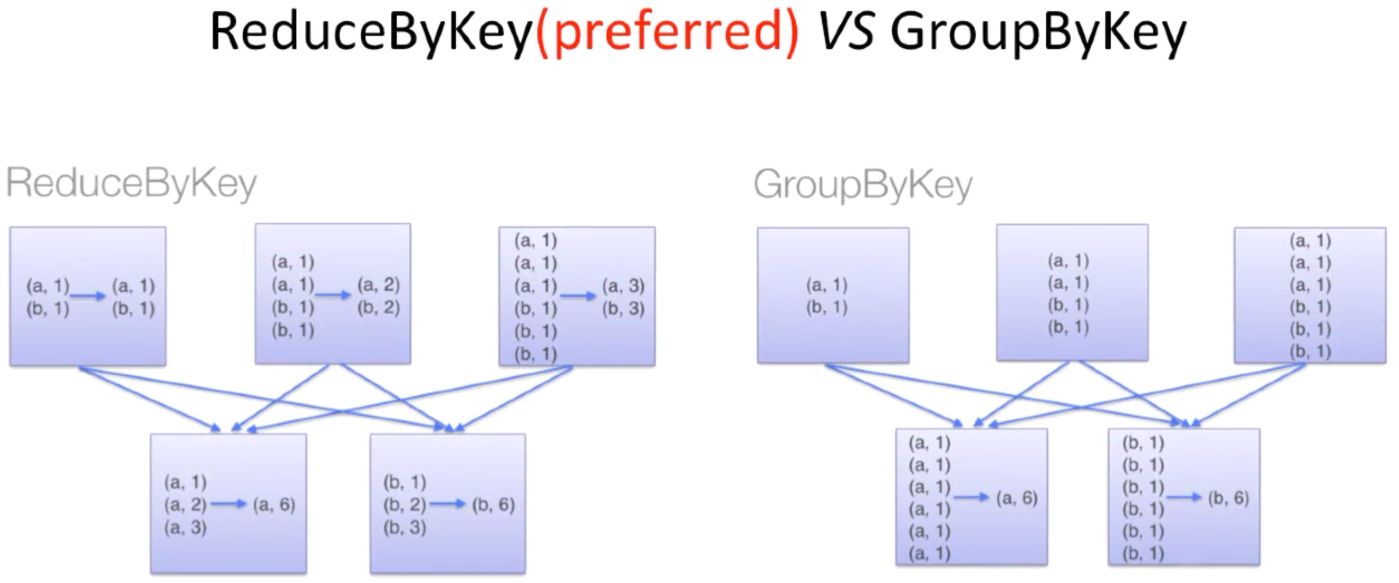 ReduceByKey(preferred) VS GroupByKey
ReduceByKey
(a, 1)
(b, 1)
(a, 1)
(b, 1)
(a, 1)
(a, 1)
(b, 1)
(b, 1)
(a, 2)
(b, 2)
(a, 1)
(a, 1)
(a, 1)
(b, 1)
(b, 1)
(b, 1)
(a, 3)
(b, 3)
(a, 1)
(a, 2)
(a, 3)
(a, 6)
(b, 1)
(b, 2)
(b, 3)
(b, 6)
GroupByKey
(a, 1)
(b, 1)
(a, 1)
(a, 1)
(b, 1)
(b, 1)
(a, 1)
(a, 1)
(a, 1)
(b, 1)
(b, 1)
(b, 1)
(a, 1)
(a, 1)
(a, 1)
(a, 1)
(a, 1)
(a, 1)
(a, 6)
(b, 1)
(b, 1)
(b, 1)
(b, 1)
(b, 1)
(b, 1)
(b, 6)